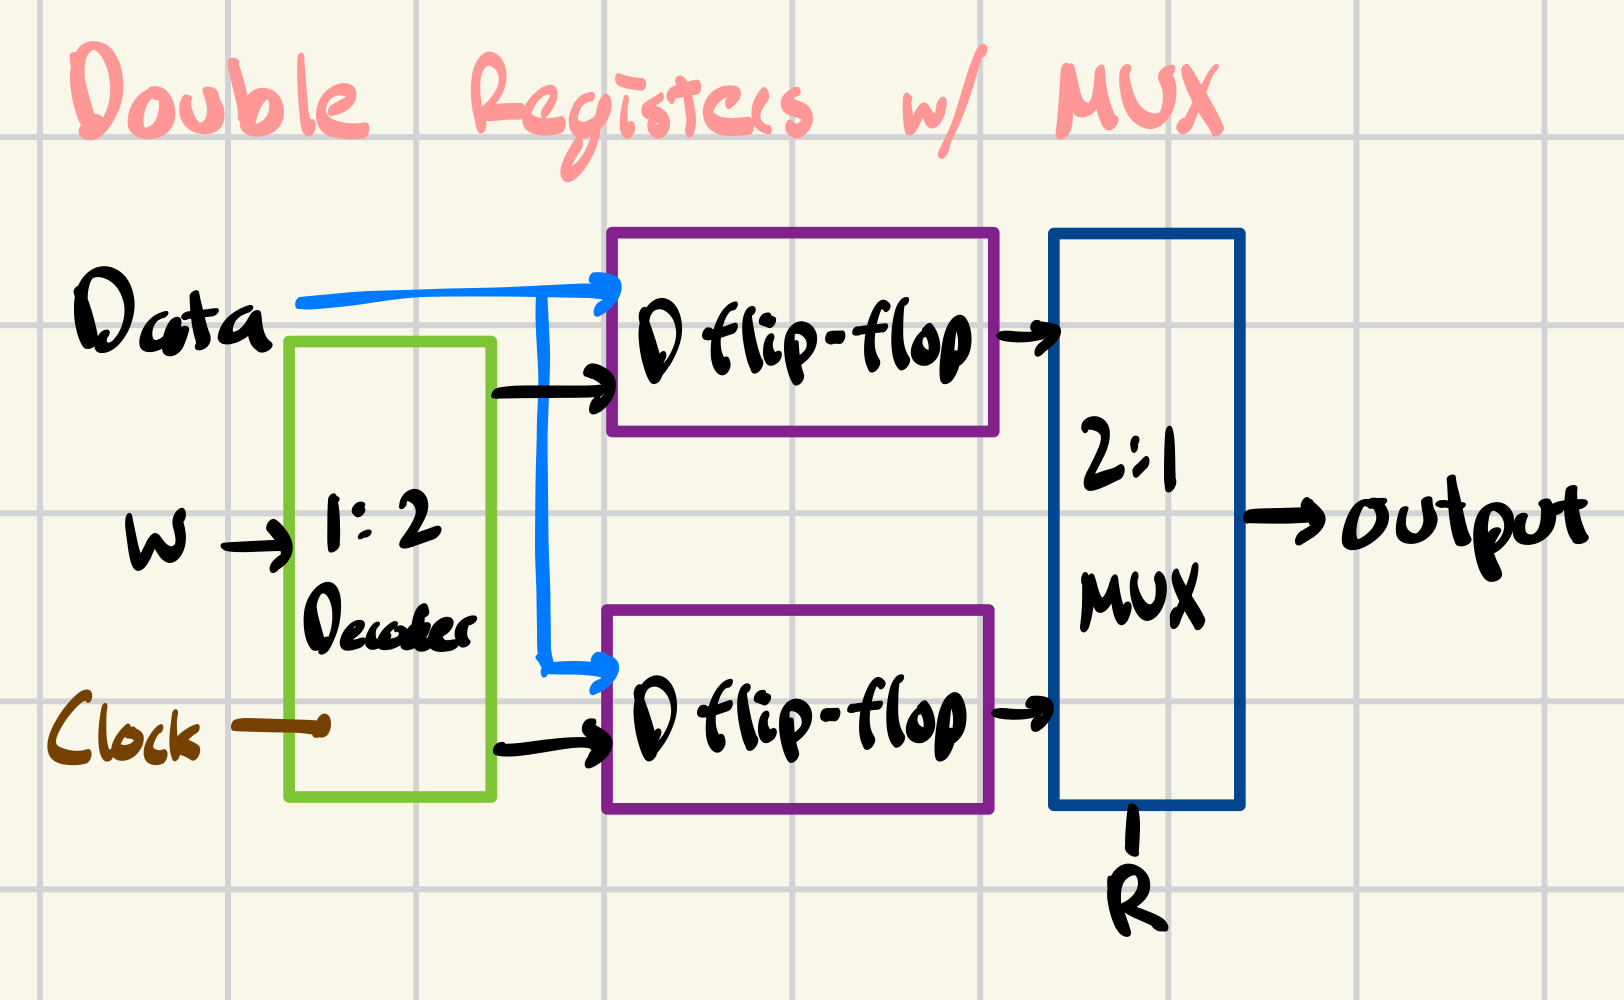 Double Registers w/ MUX
Data
D flip-flop
2:1
MUX
W
1:2
Decoder
output
Clock
D flip-flop
R